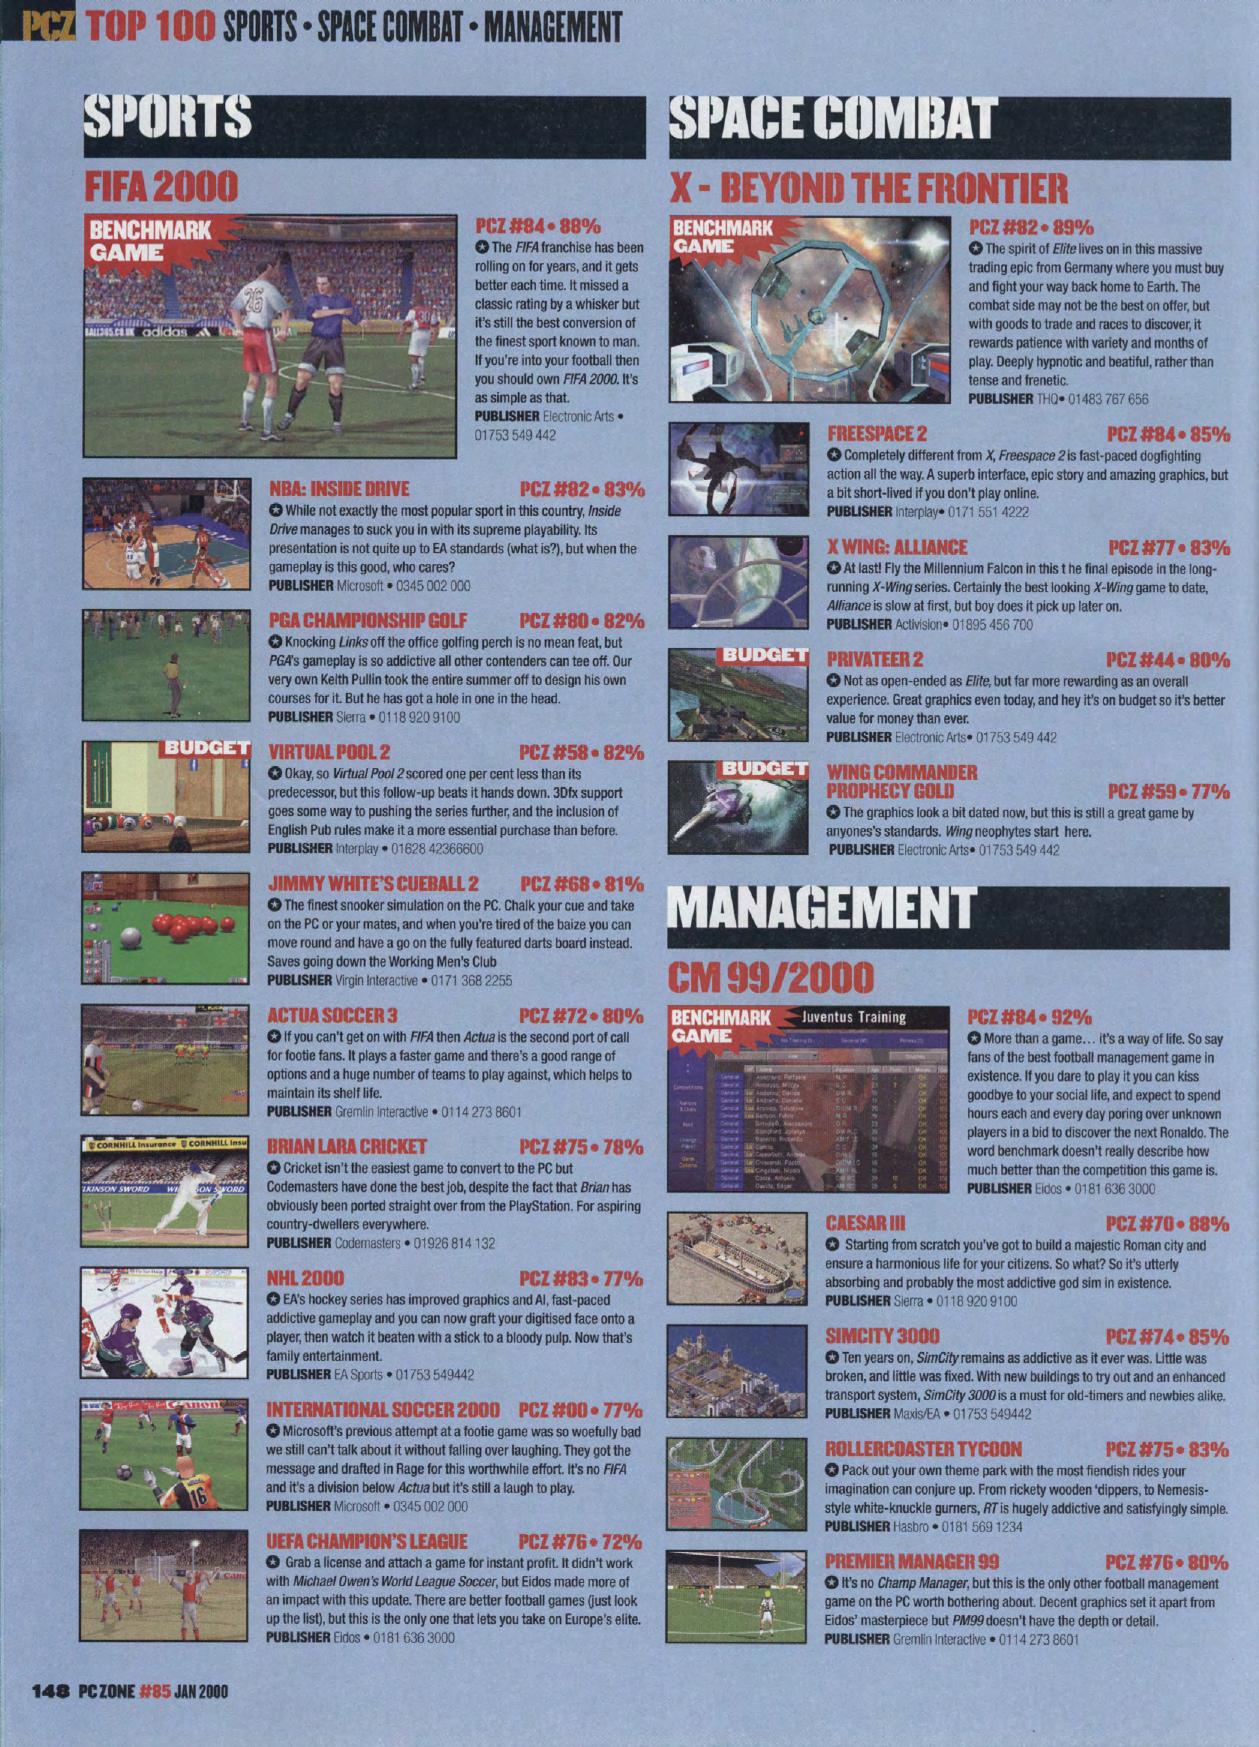 PCZ TOP 100 SPORTS • SPACE COMBAT • MANAGEMENT
SPORTS
FIFA 2000
BENCHMARK
GAME
BALL365.CO.UK adidas
PCZ #84 • 88%
The FIFA franchise has been
rolling on for years, and it gets
better each time. It missed a
classic rating by a whisker but
it's still the best conversion of
the finest sport known to man.
If you're into your football then
you should own FIFA 2000. It's
as simple as that.
PUBLISHER Electronic Arts •
01753 549 442
NBA: INSIDE DRIVE PCZ #82 • 83%
While not exactly the most popular sport in this country, Inside
Drive manages to suck you in with its supreme playability. Its
presentation is not quite up to EA standards (what is?), but when the
gameplay is this good, who cares?
PUBLISHER Microsoft • 0345 002 000
PGA CHAMPIONSHIP GOLF PCZ #80 • 82%
Knocking Links off the office golfing perch is no mean feat, but
PGA's gameplay is so addictive all other contenders can tee off. Our
very own Keith Pullin took the entire summer off to design his own
courses for it. But he has got a hole in one in the head.
PUBLISHER Sierra • 0118 920 9100
BUDGET
VIRTUAL POOL 2 PCZ #58 • 82%
Okay, so Virtual Pool 2 scored one per cent less than its
predecessor, but this follow-up beats it hands down. 3Dfx support
goes some way to pushing the series further, and the inclusion of
English Pub rules make it a more essential purchase than before.
PUBLISHER Interplay • 01628 42366600
JIMMY WHITE'S CUEBALL 2 PCZ #68 • 81%
The finest snooker simulation on the PC. Chalk your cue and take
on the PC or your mates, and when you're tired of the baize you can
move round and have a go on the fully featured darts board instead.
Saves going down the Working Men's Club
PUBLISHER Virgin Interactive • 0171 368 2255
ACTUA SOCCER 3 PCZ #72 • 80%
If you can't get on with FIFA then Actua is the second port of call
for footie fans. It plays a faster game and there's a good range of
options and a huge number of teams to play against, which helps to
maintain its shelf life.
PUBLISHER Gremlin Interactive • 0114 273 8601
CORNHILL Insurance CORNHILL Insu
LKINSON SWORD WI SON SWORD
BRIAN LARA CRICKET PCZ #75 • 78%
Cricket isn't the easiest game to convert to the PC but
Codemasters have done the best job, despite the fact that Brian has
obviously been ported straight over from the PlayStation. For aspiring
country-dwellers everywhere.
PUBLISHER Codemasters • 01926 814 132
NHL 2000 PCZ #83 • 77%
EA's hockey series has improved graphics and AI, fast-paced
addictive gameplay and you can now graft your digitised face onto a
player, then watch it beaten with a stick to a bloody pulp. Now that's
family entertainment.
PUBLISHER EA Sports • 01753 549442
Canon
16
INTERNATIONAL SOCCER 2000 PCZ #00 • 77%
Microsoft's previous attempt at a footie game was so woefully bad
we still can't talk about it without falling over laughing. They got the
message and drafted in Rage for this worthwhile effort. It's no FIFA
and it's a division below Actua but it's still a laugh to play.
PUBLISHER Microsoft • 0345 002 000
UEFA CHAMPION'S LEAGUE PCZ #76 • 72%
Grab a license and attach a game for instant profit. It didn't work
with Michael Owen's World League Soccer, but Eidos made more of
an impact with this update. There are better football games (just look
up the list), but this is the only one that lets you take on Europe's elite.
PUBLISHER Eidos • 0181 636 3000
SPACE COMBAT
X - BEYOND THE FRONTIER
BENCHMARK
GAME
PCZ #82 • 89%
The spirit of Elite lives on in this massive
trading epic from Germany where you must buy
and fight your way back home to Earth. The
combat side may not be the best on offer, but
with goods to trade and races to discover, it
rewards patience with variety and months of
play. Deeply hypnotic and beatiful, rather than
tense and frenetic.
PUBLISHER THQ• 01483 767 656
FREESPACE 2 PCZ #84 • 85%
Completely different from X, Freespace 2 is fast-paced dogfighting
action all the way. A superb interface, epic story and amazing graphics, but
a bit short-lived if you don't play online.
PUBLISHER Interplay• 0171 551 4222
X WING: ALLIANCE PCZ #77 • 83%
At last! Fly the Millennium Falcon in this t he final episode in the long-
running X-Wing series. Certainly the best looking X-Wing game to date,
Alliance is slow at first, but boy does it pick up later on.
PUBLISHER Activision• 01895 456 700
BUDGET
PRIVATEER 2 PCZ #44 • 80%
Not as open-ended as Elite, but far more rewarding as an overall
experience. Great graphics even today, and hey it's on budget so it's better
value for money than ever.
PUBLISHER Electronic Arts• 01753 549 442
BUDGET
WING COMMANDER
PROPHECY GOLD PCZ #59 • 77%
The graphics look a bit dated now, but this is still a great game by
anyones's standards. Wing neophytes start here.
PUBLISHER Electronic Arts• 01753 549 442
MANAGEMENT
CM 99/2000
BENCHMARK
GAME
Juventus Training
PCZ #84 • 92%
More than a game... it's a way of life. So say
fans of the best football management game in
existence. If you dare to play it you can kiss
goodbye to your social life, and expect to spend
hours each and every day poring over unknown
players in a bid to discover the next Ronaldo. The
word benchmark doesn't really describe how
much better than the competition this game is.
PUBLISHER Eidos • 0181 636 3000
CAESAR III PCZ #70 • 88%
Starting from scratch you've got to build a majestic Roman city and
ensure a harmonious life for your citizens. So what? So it's utterly
absorbing and probably the most addictive god sim in existence.
PUBLISHER Sierra • 0118 920 9100
SIMCITY 3000 PCZ #74 • 85%
Ten years on, SimCity remains as addictive as it ever was. Little was
broken, and little was fixed. With new buildings to try out and an enhanced
transport system, SimCity 3000 is a must for old-timers and newbies alike.
PUBLISHER Maxis/EA • 01753 549442
ROLLERCOASTER TYCOON PCZ #75 • 83%
Pack out your own theme park with the most fiendish rides your
imagination can conjure up. From rickety wooden 'dippers, to Nemesis-
style white-knuckle gurners, RT is hugely addictive and satisfyingly simple.
PUBLISHER Hasbro • 0181 569 1234
PREMIER MANAGER 99 PCZ #76 • 80%
It's no Champ Manager, but this is the only other football management
game on the PC worth bothering about. Decent graphics set it apart from
Eidos' masterpiece but PM99 doesn't have the depth or detail.
PUBLISHER Gremlin Interactive • 0114 273 8601
148 PC ZONE #85 JAN 2000